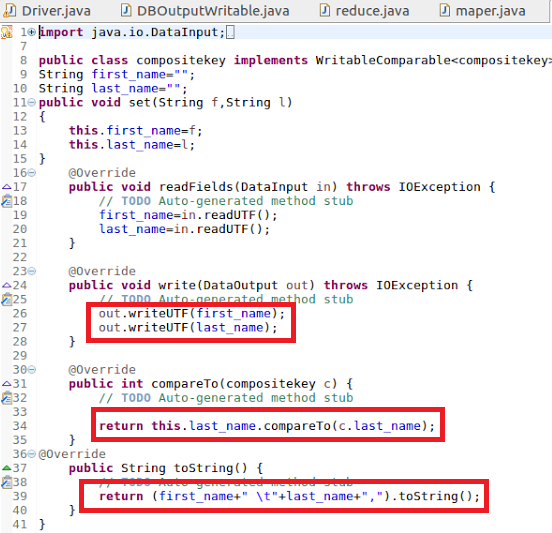 Driver.java DBOutputWritable.java reduce.java maper.java
1 import java.io.DataInput;
7
8 public class compositekey implements WritableComparable<compositekey>
9 String first_name="";
10 String last_name="";
11 public void set(String f,String l)
12 {
13 this.first_name=f;
14 this.last_name=l;
15 }
16 @Override
17 public void readFields(DataInput in) throws IOException {
18 // TODO Auto-generated method stub
19 first_name=in.readUTF();
20 last_name=in.readUTF();
21 }
22
23 @Override
24 public void write(DataOutput out) throws IOException {
25 // TODO Auto-generated method stub
26 out.writeUTF(first_name);
27 out.writeUTF(last_name);
28 }
29
30 @Override
31 public int compareTo(compositekey c) {
32 // TODO Auto-generated method stub
33
34 return this.last_name.compareTo(c.last_name);
35 }
36 @Override
37 public String toString() {
38 // TODO Auto-generated method stub
39 return (first_name+" \t"+last_name+",").toString();
40 }
41 }